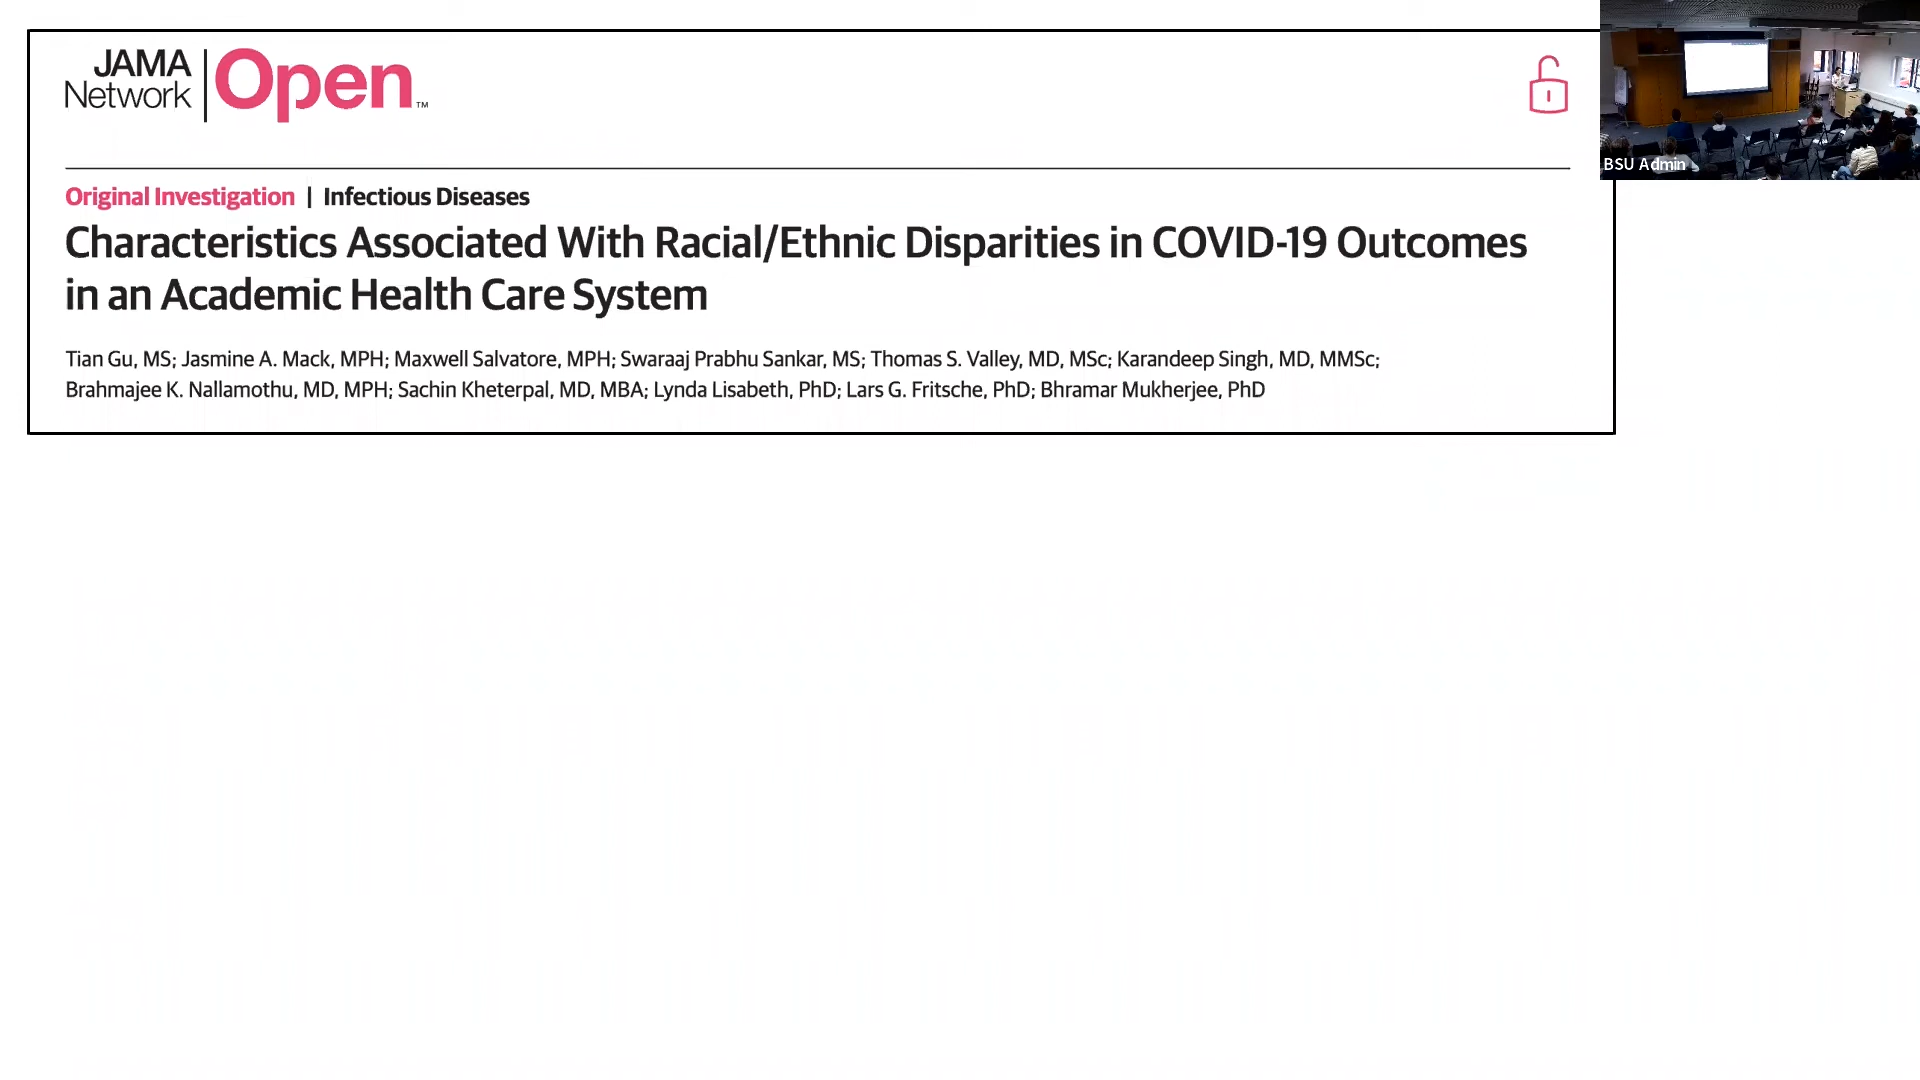 JAMA
Network
Open™
Original Investigation | Infectious Diseases
Characteristics Associated With Racial/Ethnic Disparities in COVID-19 Outcomes
in an Academic Health Care System
Tian Gu, MS; Jasmine A. Mack, MPH; Maxwell Salvatore, MPH; Swaraaj Prabhu Sankar, MS; Thomas S. Valley, MD, MSc; Karandeep Singh, MD, MMSc;
Brahmajee K. Nallamothu, MD, MPH; Sachin Kheterpal, MD, MBA; Lynda Lisabeth, PhD; Lars G. Fritsche, PhD; Bhramar Mukherjee, PhD
BSU Admin